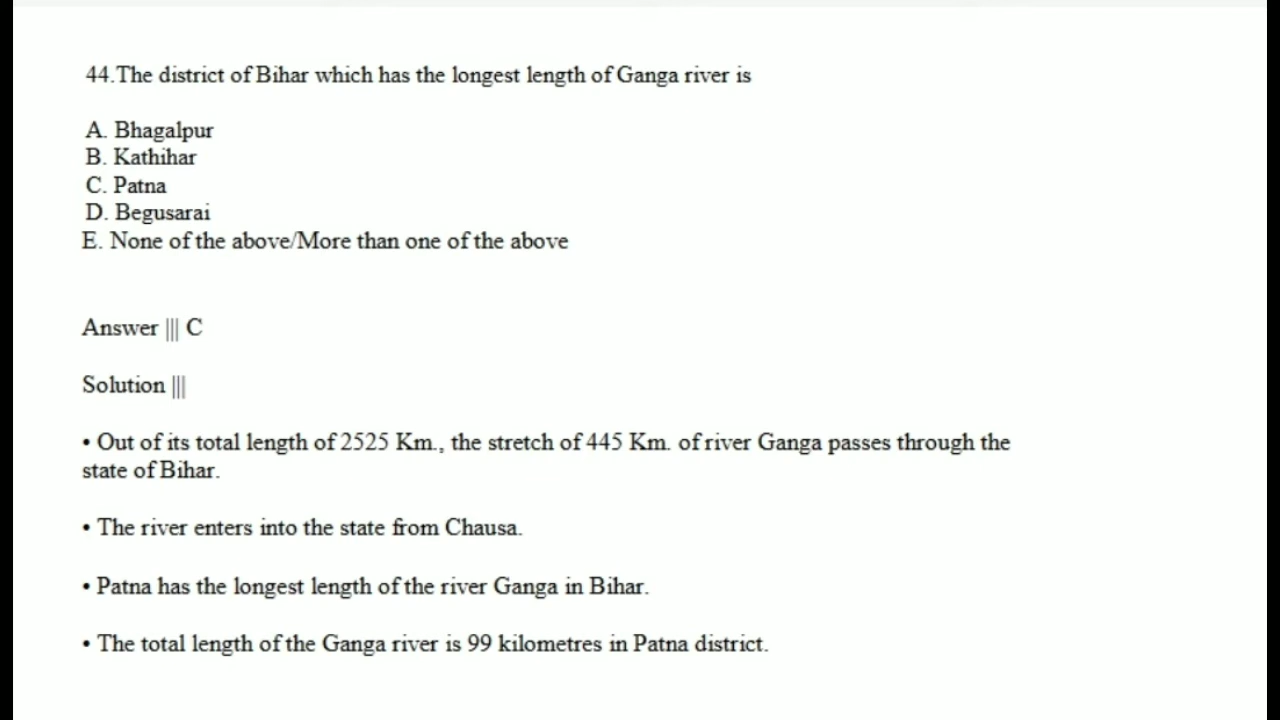 44.The district of Bihar which has the longest length of Ganga river is
A. Bhagalpur
B. Kathihar
C. Patna
D. Begusarai
E. None of the above/More than one of the above
Answer ||| C
Solution |||
• Out of its total length of 2525 Km., the stretch of 445 Km. of river Ganga passes through the
state of Bihar.
• The river enters into the state from Chausa.
• Patna has the longest length of the river Ganga in Bihar.
• The total length of the Ganga river is 99 kilometres in Patna district.